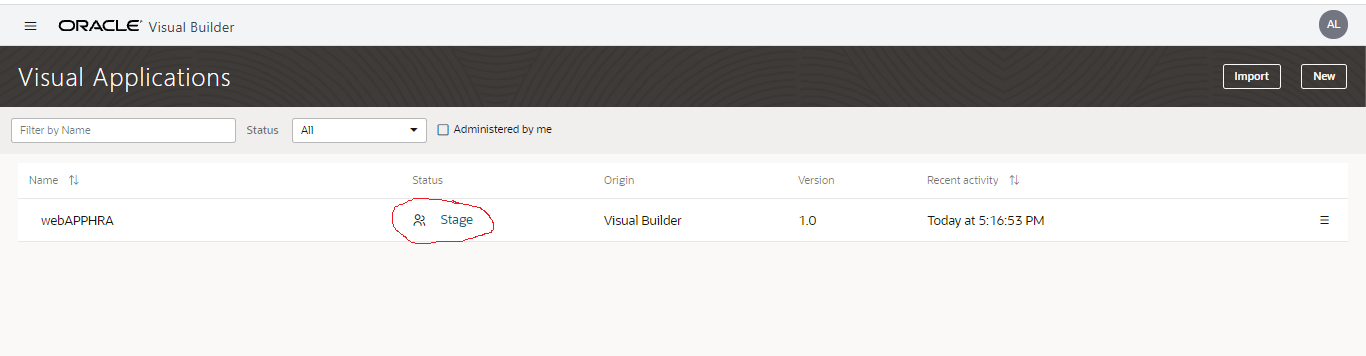 ORACLE Visual Builder AL
Visual Applications Import New
Filter by Name Status All Administered by me
Name Status Origin Version Recent activity
webAPPHRA Stage Visual Builder 1.0 Today at 5:16:53 PM